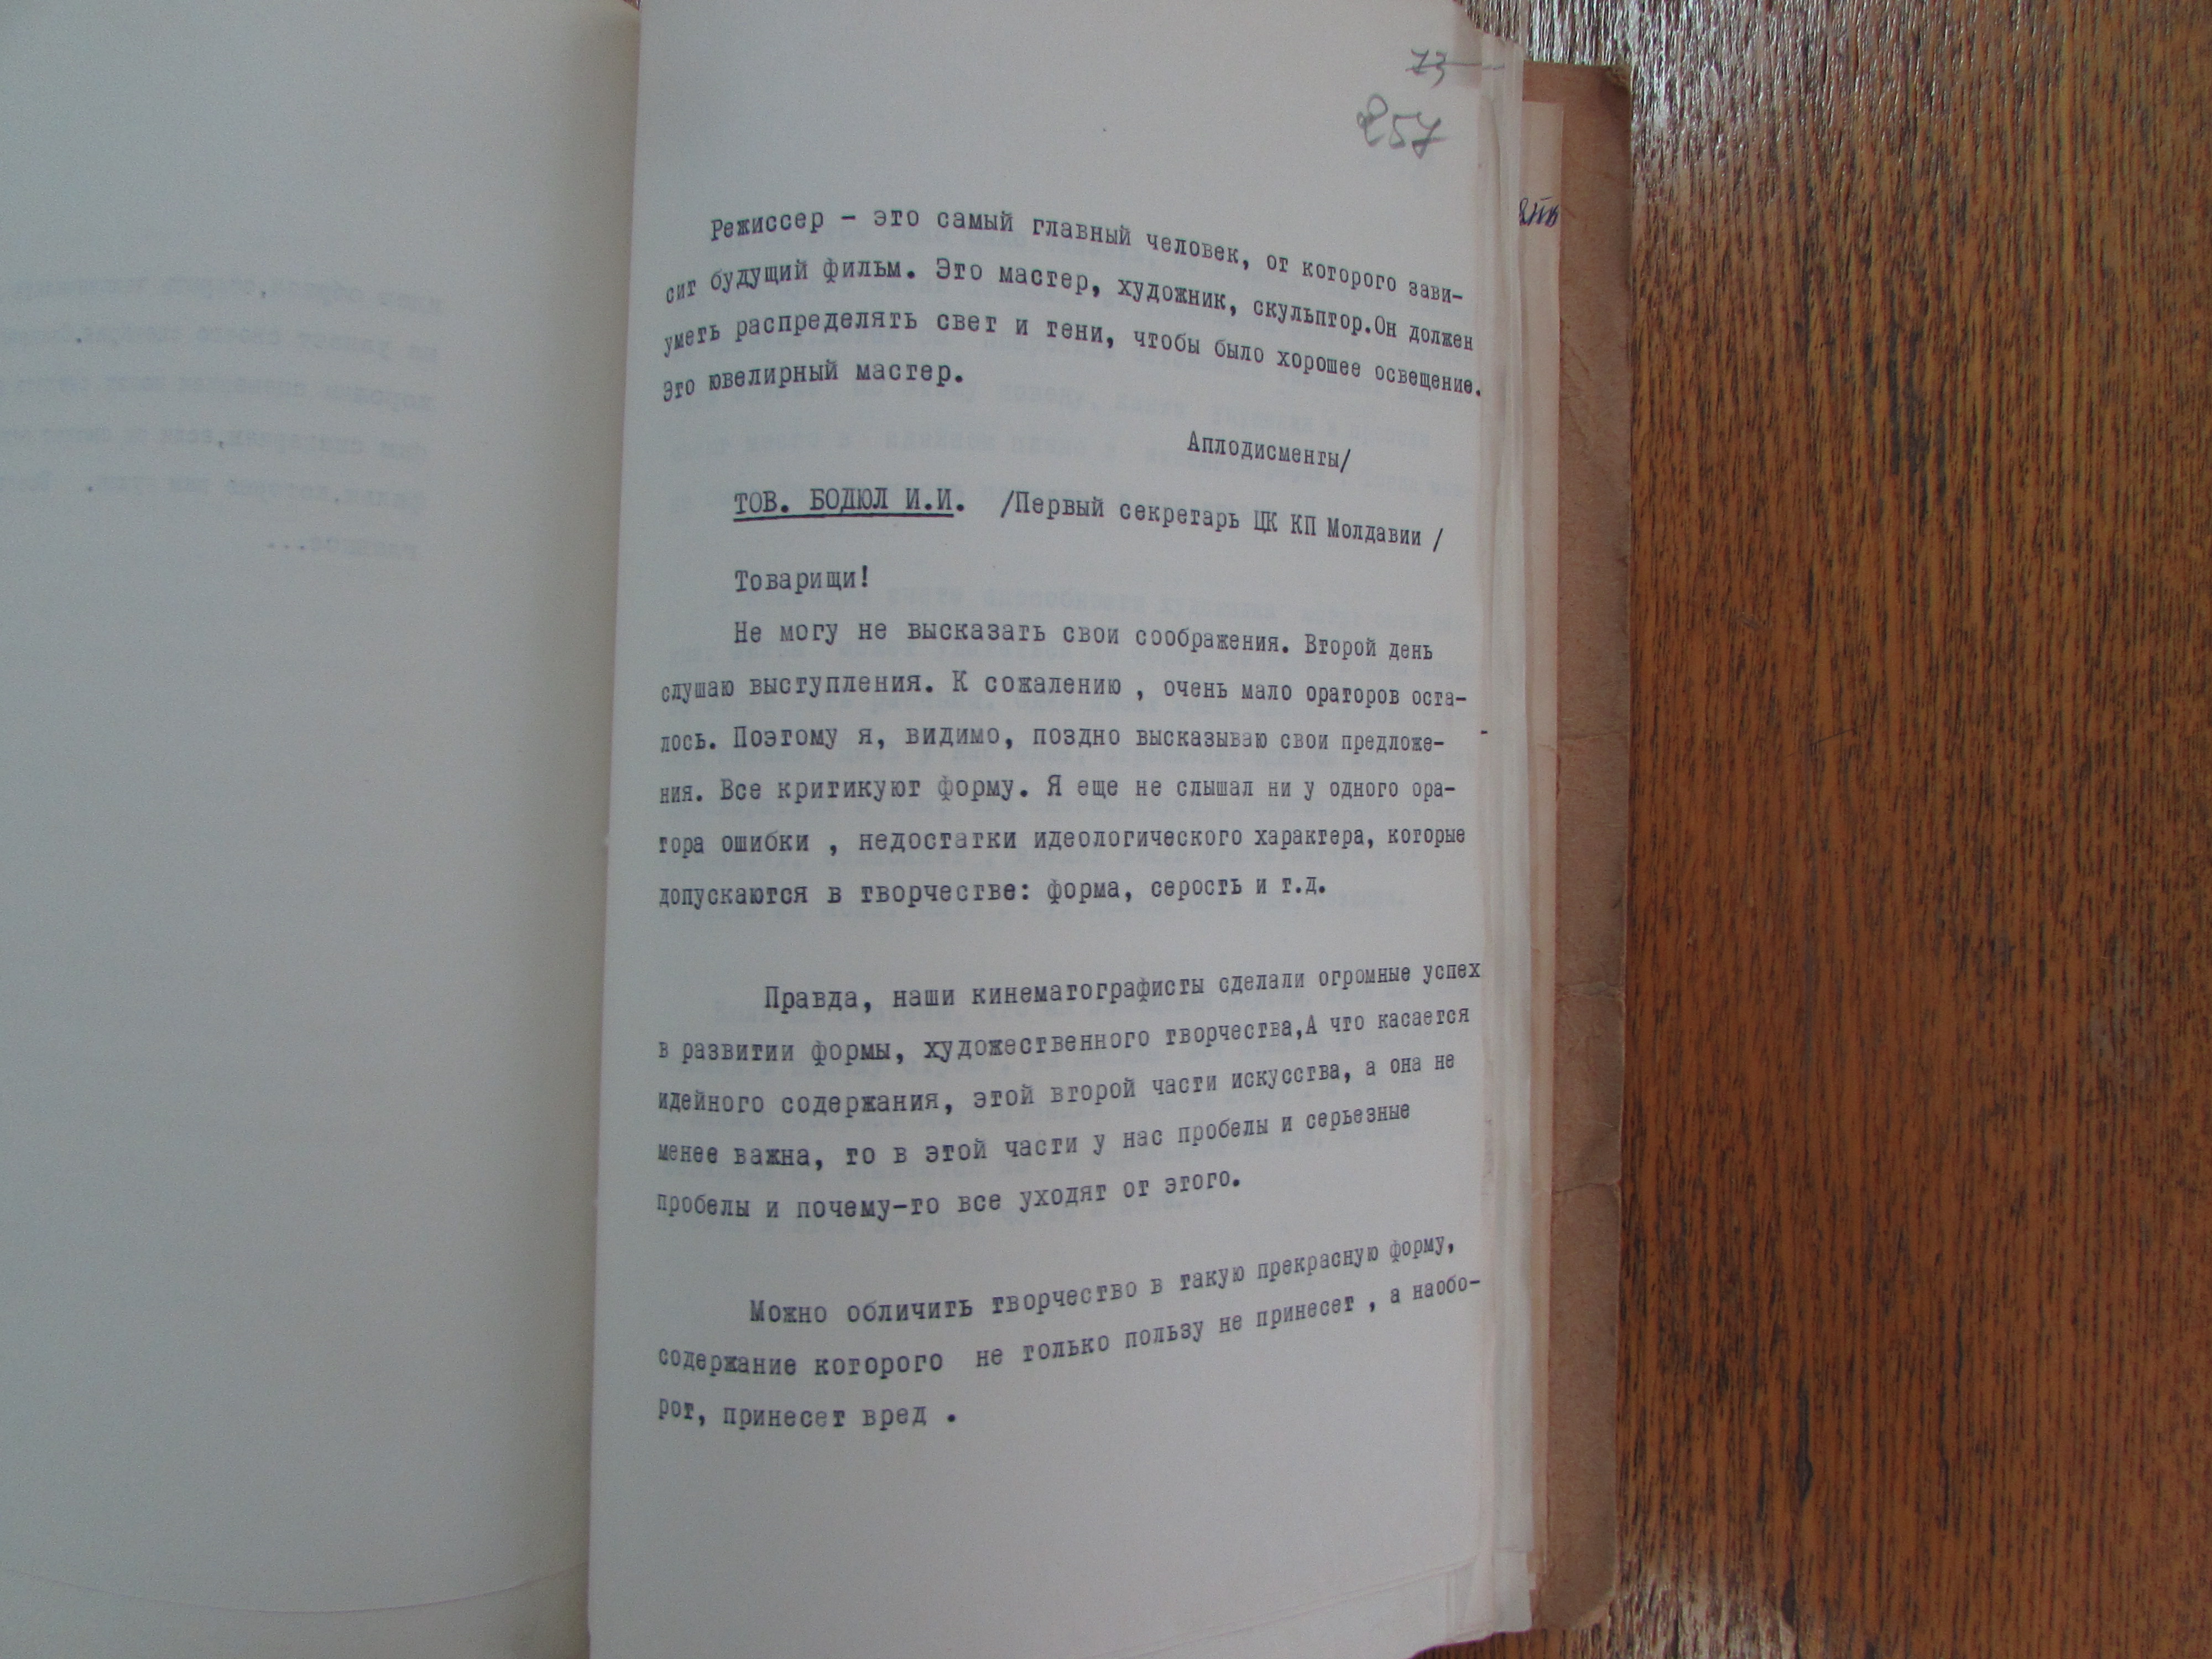 73
257
Режиссер - это самый главный человек, от которого зави-
сит будущий фильм. Это мастер, художник, скульптор.Он должен
уметь распределять свет и тени, чтобы было хорошее освещение.
Это ювелирный мастер.
Аплодисменты/
ТОВ. БОДЮЛ И.И. /Первый секретарь ЦК КП Молдавии /
Товарищи!
Не могу не высказать свои соображения. Второй день
слушаю выступления. К сожалению , очень мало ораторов оста-
лось. Поэтому я, видимо, поздно высказываю свои предложе-
ния. Все критикуют форму. Я еще не слышал ни у одного ора-
тора ошибки , недостатки идеологического характера, которые
допускаются в творчестве: форма, серость и т.д.
Правда, наши кинематографисты сделали огромные успех
в развитии формы, художественного творчества,А что касается
идейного содержания, этой второй части искусства, а она не
менее важна, то в этой части у нас пробелы и серьезные
пробелы и почему-то все уходят от этого.
Можно обличить творчество в такую прекрасную форму,
содержание которого не только пользу не принесет , а наобо-
рот, принесет вред .